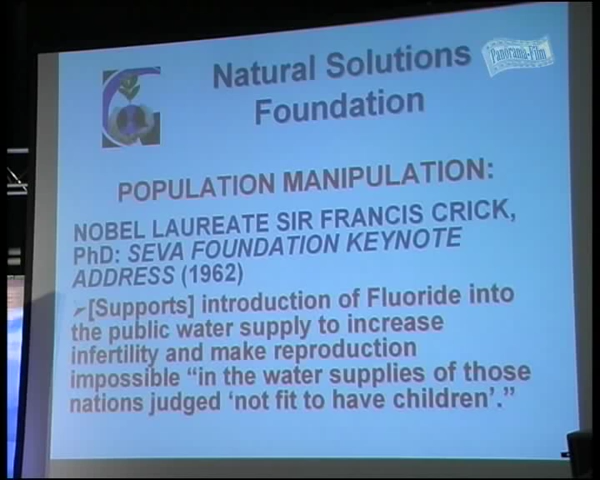 Panorama-Film
Natural Solutions
Foundation
POPULATION MANIPULATION:
NOBEL LAUREATE SIR FRANCIS CRICK,
PhD: SEVA FOUNDATION KEYNOTE
ADDRESS (1962)
➢[Supports] introduction of Fluoride into
the public water supply to increase
infertility and make reproduction
impossible “in the water supplies of those
nations judged ‘not fit to have children’.”